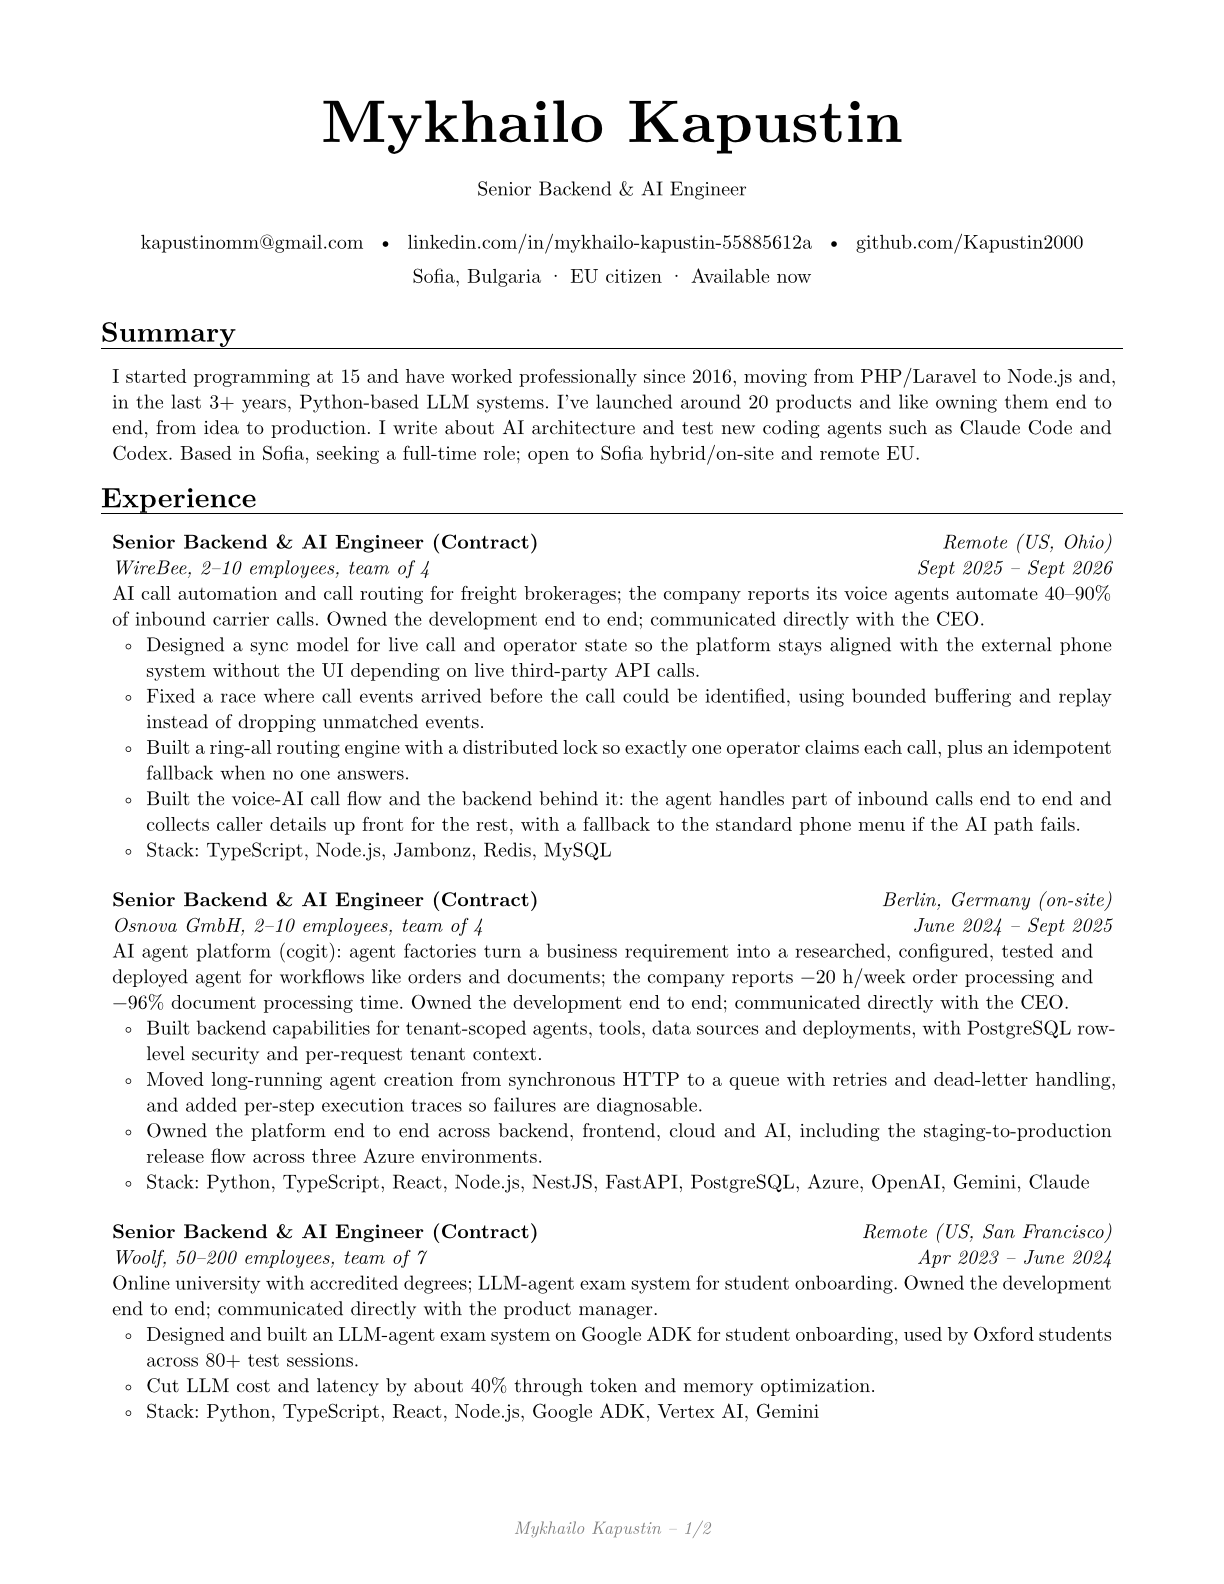 Mykhailo Kapustin
Senior Backend & AI Engineer
kapustinomm@gmail.com • linkedin.com/in/mykhailo-kapustin-55885612a • github.com/Kapustin2000
Sofia, Bulgaria · EU citizen · Available now
Summary
I started programming at 15 and have worked professionally since 2016, moving from PHP/Laravel to Node.js and,
in the last 3+ years, Python-based LLM systems. I've launched around 20 products and like owning them end to
end, from idea to production. I write about AI architecture and test new coding agents such as Claude Code and
Codex. Based in Sofia, seeking a full-time role; open to Sofia hybrid/on-site and remote EU.
Experience
Senior Backend & AI Engineer (Contract) Remote (US, Ohio)
WireBee, 2–10 employees, team of 4 Sept 2025 – Sept 2026
AI call automation and call routing for freight brokerages; the company reports its voice agents automate 40–90%
of inbound carrier calls. Owned the development end to end; communicated directly with the CEO.
◦ Designed a sync model for live call and operator state so the platform stays aligned with the external phone
system without the UI depending on live third-party API calls.
◦ Fixed a race where call events arrived before the call could be identified, using bounded buffering and replay
instead of dropping unmatched events.
◦ Built a ring-all routing engine with a distributed lock so exactly one operator claims each call, plus an idempotent
fallback when no one answers.
◦ Built the voice-AI call flow and the backend behind it: the agent handles part of inbound calls end to end and
collects caller details up front for the rest, with a fallback to the standard phone menu if the AI path fails.
◦ Stack: TypeScript, Node.js, Jambonz, Redis, MySQL
Senior Backend & AI Engineer (Contract) Berlin, Germany (on-site)
Osnova GmbH, 2–10 employees, team of 4 June 2024 – Sept 2025
AI agent platform (cogit): agent factories turn a business requirement into a researched, configured, tested and
deployed agent for workflows like orders and documents; the company reports −20 h/week order processing and
−96% document processing time. Owned the development end to end; communicated directly with the CEO.
◦ Built backend capabilities for tenant-scoped agents, tools, data sources and deployments, with PostgreSQL row-
level security and per-request tenant context.
◦ Moved long-running agent creation from synchronous HTTP to a queue with retries and dead-letter handling,
and added per-step execution traces so failures are diagnosable.
◦ Owned the platform end to end across backend, frontend, cloud and AI, including the staging-to-production
release flow across three Azure environments.
◦ Stack: Python, TypeScript, React, Node.js, NestJS, FastAPI, PostgreSQL, Azure, OpenAI, Gemini, Claude
Senior Backend & AI Engineer (Contract) Remote (US, San Francisco)
Woolf, 50–200 employees, team of 7 Apr 2023 – June 2024
Online university with accredited degrees; LLM-agent exam system for student onboarding. Owned the development
end to end; communicated directly with the product manager.
◦ Designed and built an LLM-agent exam system on Google ADK for student onboarding, used by Oxford students
across 80+ test sessions.
◦ Cut LLM cost and latency by about 40% through token and memory optimization.
◦ Stack: Python, TypeScript, React, Node.js, Google ADK, Vertex AI, Gemini
Mykhailo Kapustin – 1/2